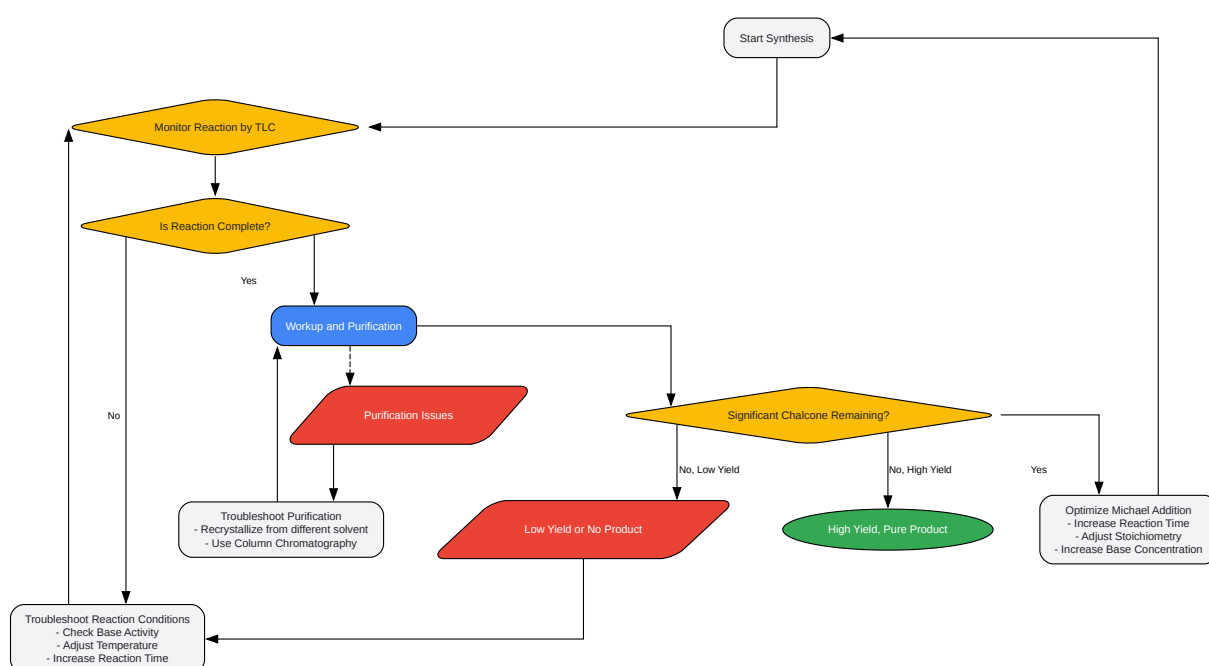 Start Synthesis
Monitor Reaction by TLC
Is Reaction Complete?
Yes
Workup and Purification
No
Purification Issues
Significant Chalcone Remaining?
No, Low Yield
No, High Yield
Yes
Troubleshoot Purification
- Recrystallize from different solvent
- Use Column Chromatography
Low Yield or No Product
High Yield, Pure Product
Optimize Michael Addition
- Increase Reaction Time
- Adjust Stoichiometry
- Increase Base Concentration
Troubleshoot Reaction Conditions
- Check Base Activity
- Adjust Temperature
- Increase Reaction Time